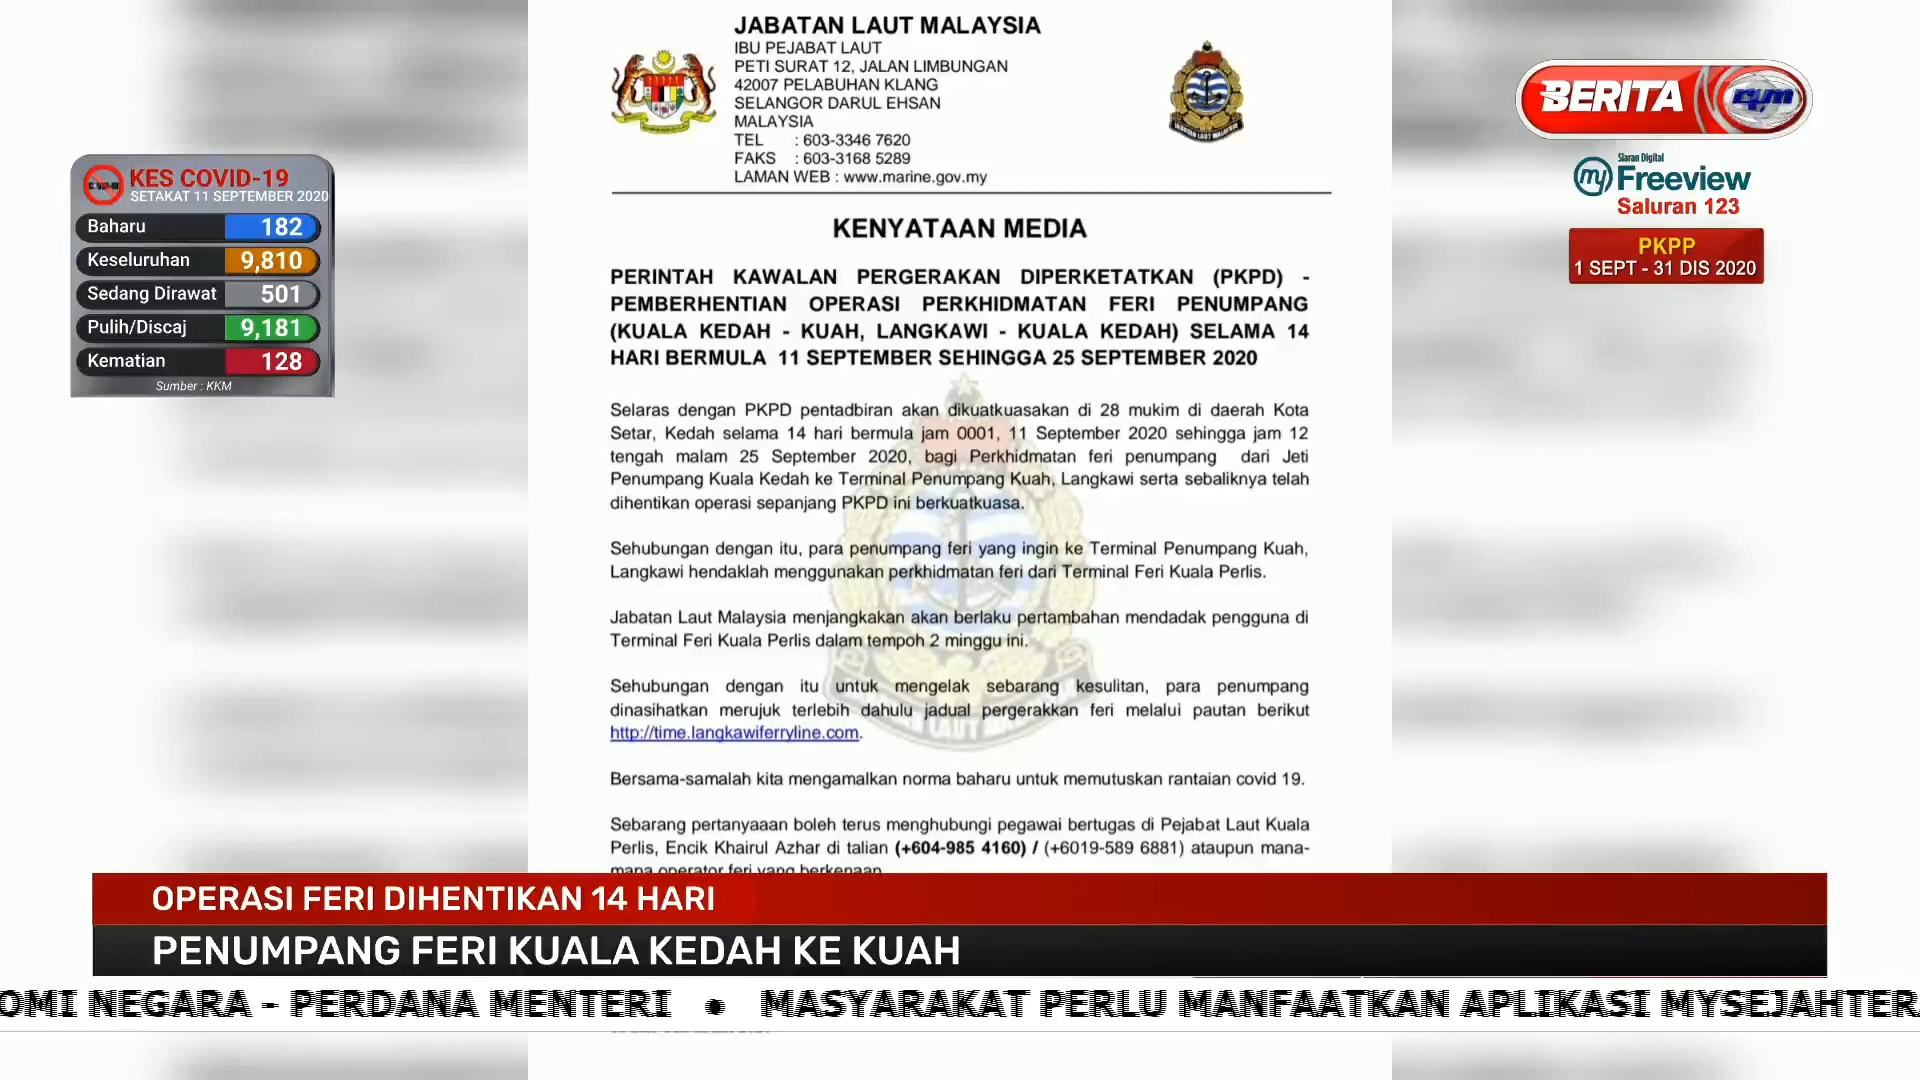 JABATAN LAUT MALAYSIA
IBU PEJABAT LAUT
PETI SURAT 12, JALAN LIMBUNGAN
42007 PELABUHAN KLANG
SELANGOR DARUL EHSAN
MALAYSIA
TEL : 603-3346 7620
FAKS : 603-3168 5289
LAMAN WEB : www.marine.gov.my
JABATAN LAUT MALAYSIA
BERITA RTM
Siaran Digital
my Freeview
Saluran 123
PKPP
1 SEPT - 31 DIS 2020
KES COVID-19
SETAKAT 11 SEPTEMBER 2020
Baharu 182
Keseluruhan 9,810
Sedang Dirawat 501
Pulih/Discaj 9,181
Kematian 128
Sumber : KKM
KENYATAAN MEDIA
PERINTAH KAWALAN PERGERAKAN DIPERKETATKAN (PKPD) -
PEMBERHENTIAN OPERASI PERKHIDMATAN FERI PENUMPANG
(KUALA KEDAH - KUAH, LANGKAWI - KUALA KEDAH) SELAMA 14
HARI BERMULA 11 SEPTEMBER SEHINGGA 25 SEPTEMBER 2020
Selaras dengan PKPD pentadbiran akan dikuatkuasakan di 28 mukim di daerah Kota
Setar, Kedah selama 14 hari bermula jam 0001, 11 September 2020 sehingga jam 12
tengah malam 25 September 2020, bagi Perkhidmatan feri penumpang dari Jeti
Penumpang Kuala Kedah ke Terminal Penumpang Kuah, Langkawi serta sebaliknya telah
dihentikan operasi sepanjang PKPD ini berkuatkuasa.
Sehubungan dengan itu, para penumpang feri yang ingin ke Terminal Penumpang Kuah,
Langkawi hendaklah menggunakan perkhidmatan feri dari Terminal Feri Kuala Perlis.
Jabatan Laut Malaysia menjangkakan akan berlaku pertambahan mendadak pengguna di
Terminal Feri Kuala Perlis dalam tempoh 2 minggu ini.
Sehubungan dengan itu untuk mengelak sebarang kesulitan, para penumpang
dinasihatkan merujuk terlebih dahulu jadual pergerakkan feri melalui pautan berikut
http://time.langkawiferryline.com.
Bersama-samalah kita mengamalkan norma baharu untuk memutuskan rantaian covid 19.
Sebarang pertanyaaan boleh terus menghubungi pegawai bertugas di Pejabat Laut Kuala
Perlis, Encik Khairul Azhar di talian (+604-985 4160) / (+6019-589 6881) ataupun mana-
mana operator feri yang berkenaan
OPERASI FERI DIHENTIKAN 14 HARI
PENUMPANG FERI KUALA KEDAH KE KUAH
OMI NEGARA - PERDANA MENTERI • MASYARAKAT PERLU MANFAATKAN APLIKASI MYSEJAHTERA